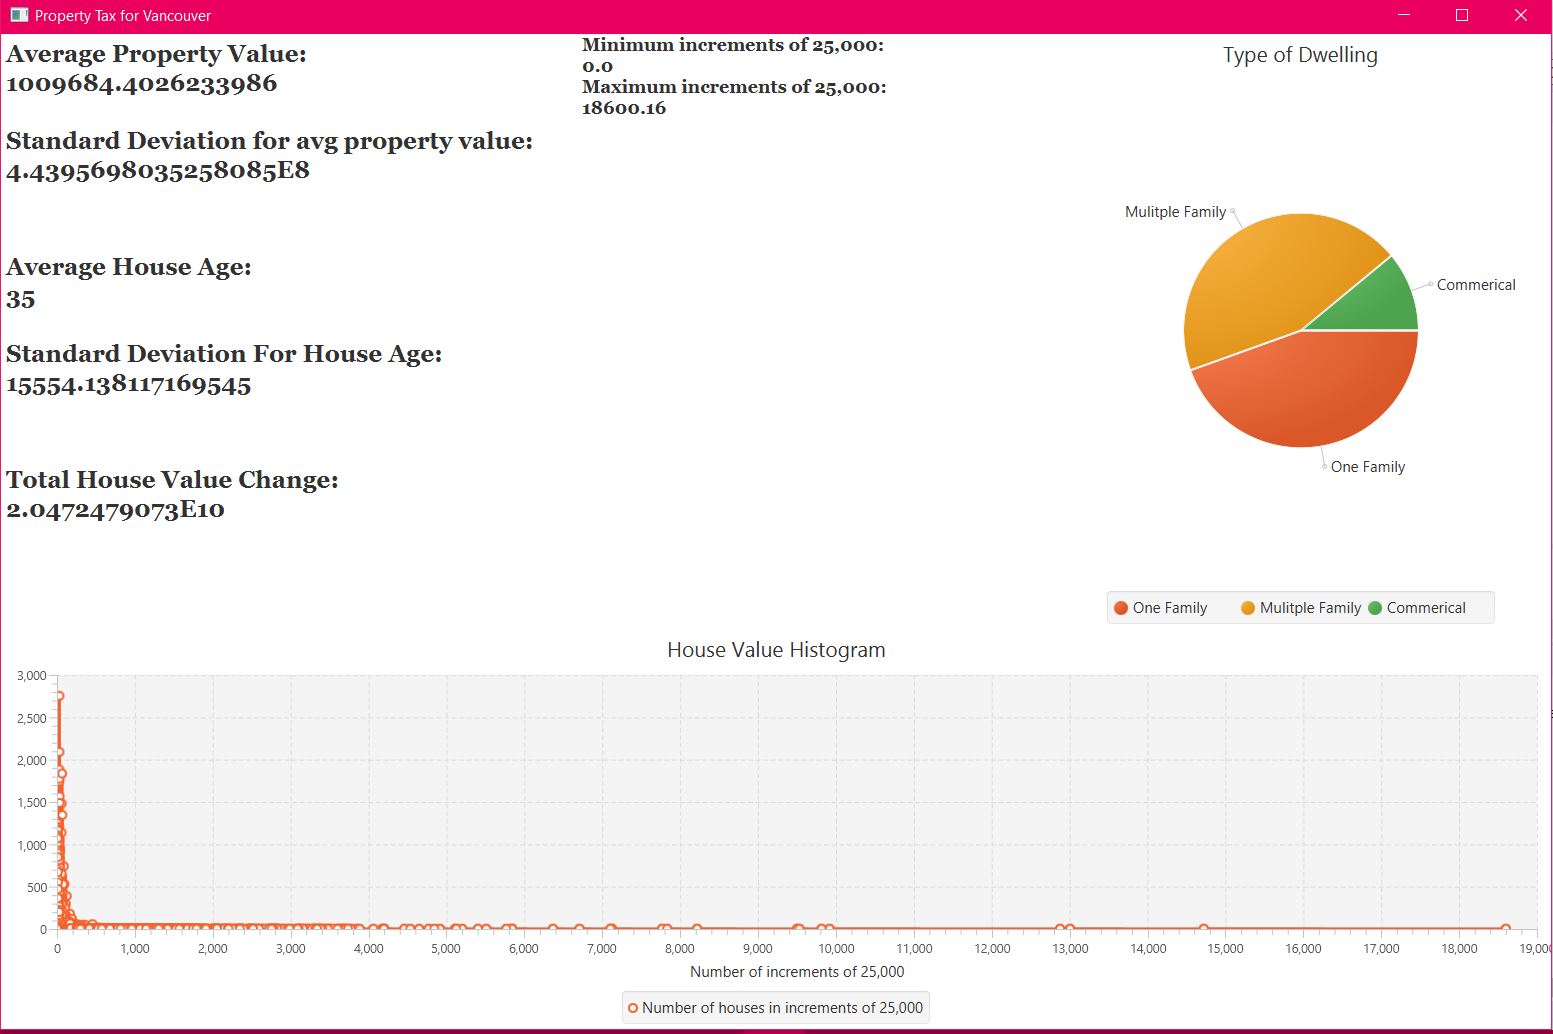 Property Tax for Vancouver
Average Property Value:
1009684.4026233986
Standard Deviation for avg property value:
4.4395698035258085E8
Average House Age:
35
Standard Deviation For House Age:
15554.138117169545
Total House Value Change:
2.0472479073E10
Minimum increments of 25,000:
0.0
Maximum increments of 25,000:
18600.16
Type of Dwelling
Mulitple Family
Commerical
One Family
One Family Mulitple Family Commerical
House Value Histogram
3,000
2,500
2,000
1,500
1,000
500
0
0 1,000 2,000 3,000 4,000 5,000 6,000 7,000 8,000 9,000 10,000 11,000 12,000 13,000 14,000 15,000 16,000 17,000 18,000 19,000
Number of increments of 25,000
Number of houses in increments of 25,000